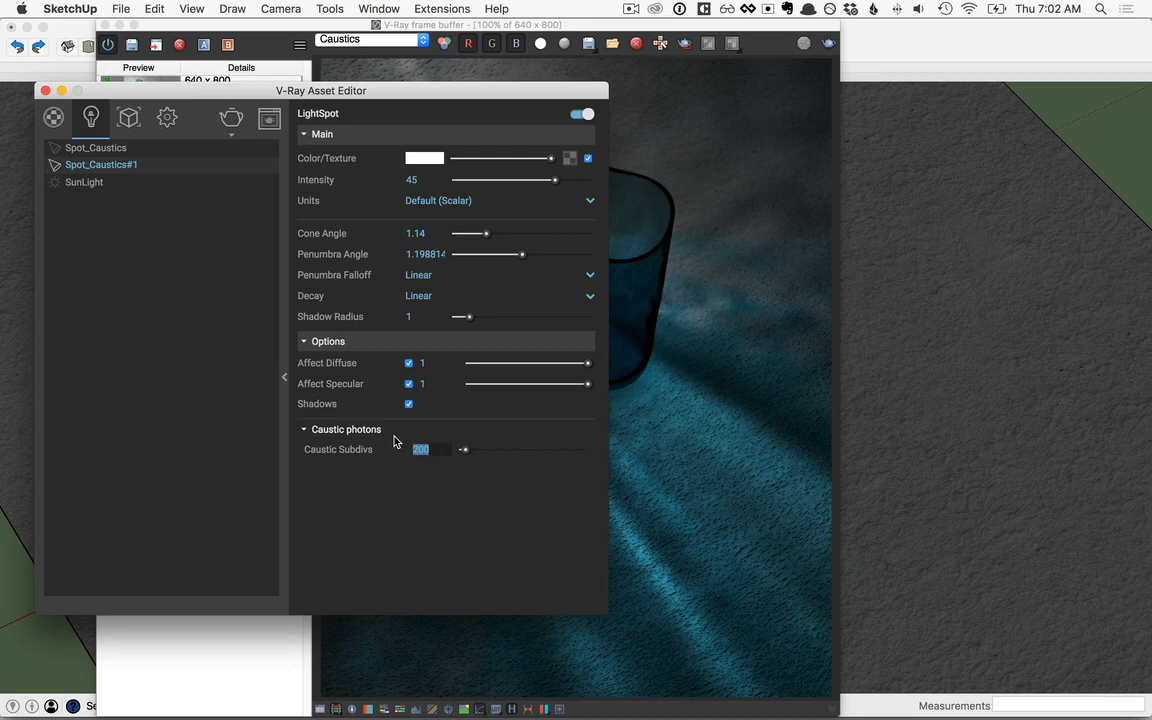 SketchUp File Edit View Draw Camera Tools Window Extensions Help Thu 7:02 AM
V-Ray frame buffer - [100% of 640 x 800]
Caustics R G B
Preview Details
640 x 800
V-Ray Asset Editor
LightSpot
Main
Spot_Caustics
Spot_Caustics#1
SunLight
Color/Texture
Intensity 45
Units Default (Scalar)
Cone Angle 1.14
Penumbra Angle 1.198814
Penumbra Falloff Linear
Decay Linear
Shadow Radius 1
Options
Affect Diffuse 1
Affect Specular 1
Shadows
Caustic photons
Caustic Subdivs 200
Measurements